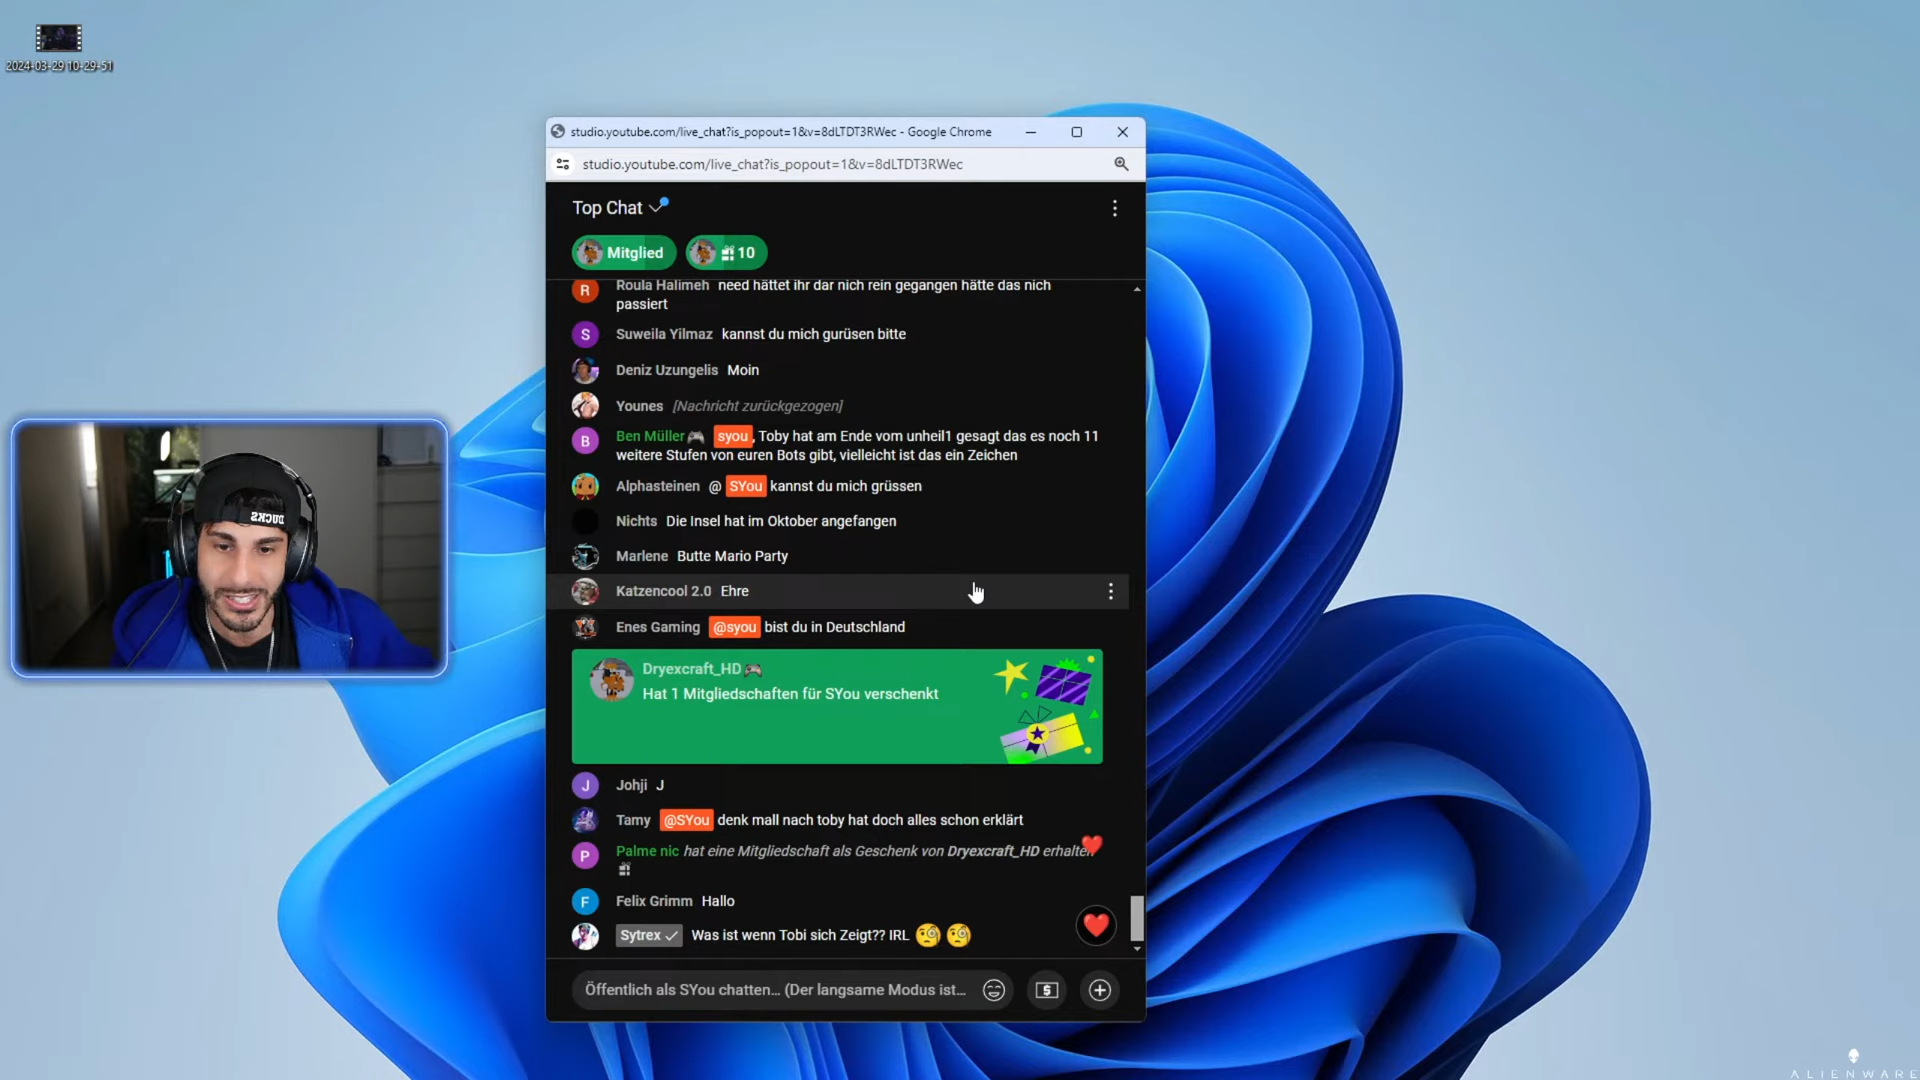 2024-03-29 10-29-51
studio.youtube.com/live_chat?is_popout=1&v=8dLTDT3RWec - Google Chrome
studio.youtube.com/live_chat?is_popout=1&v=8dLTDT3RWec
Top Chat
Mitglied 10
Roula Halimeh need hättet ihr dar nich rein gegangen hätte das nich
passiert
Suweila Yilmaz kannst du mich gurüsen bitte
Deniz Uzungelis Moin
Younes [Nachricht zurückgezogen]
B Ben Müller🎮 syou, Toby hat am Ende vom unheil1 gesagt das es noch 11
weitere Stufen von euren Bots gibt, vielleicht ist das ein Zeichen
Alphasteinen @ SYou kannst du mich grüssen
Nichts Die Insel hat im Oktober angefangen
Marlene Butte Mario Party
Katzencool 2.0 Ehre
Enes Gaming @syou bist du in Deutschland
Dryexcraft_HD🎮
Hat 1 Mitgliedschaften für SYou verschenkt
J Johji J
Tamy @SYou denk mall nach toby hat doch alles schon erklärt
P Palme nic hat eine Mitgliedschaft als Geschenk von Dryexcraft_HD erhalten
F Felix Grimm Hallo
Sytrex ✓ Was ist wenn Tobi sich Zeigt?? IRL 🧐 🧐
Öffentlich als SYou chatten... (Der langsame Modus ist...
DUCKS
ALIENWARE